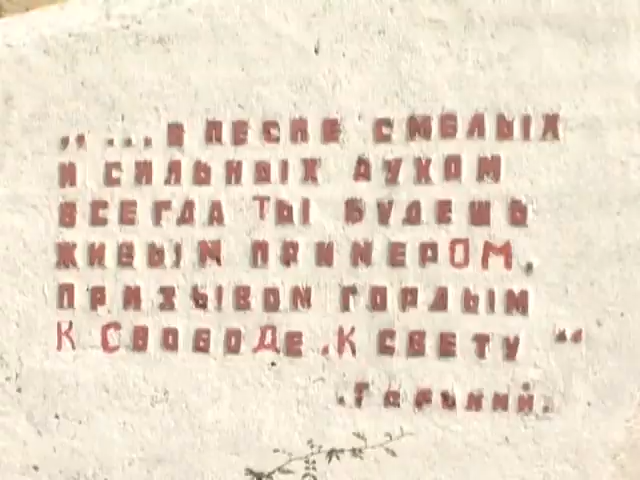 „ ...В ПЕСНЕ СМЕЛЫХ
И СИЛЬНЫХ ДУХОМ
ВСЕГДА ТЫ БУДЕШЬ
ЖИВЫМ ПРИМЕРОМ,
ПРИЗЫВОМ ГОРДЫМ
К СВОБОДЕ, К СВЕТУ “
.Горький.